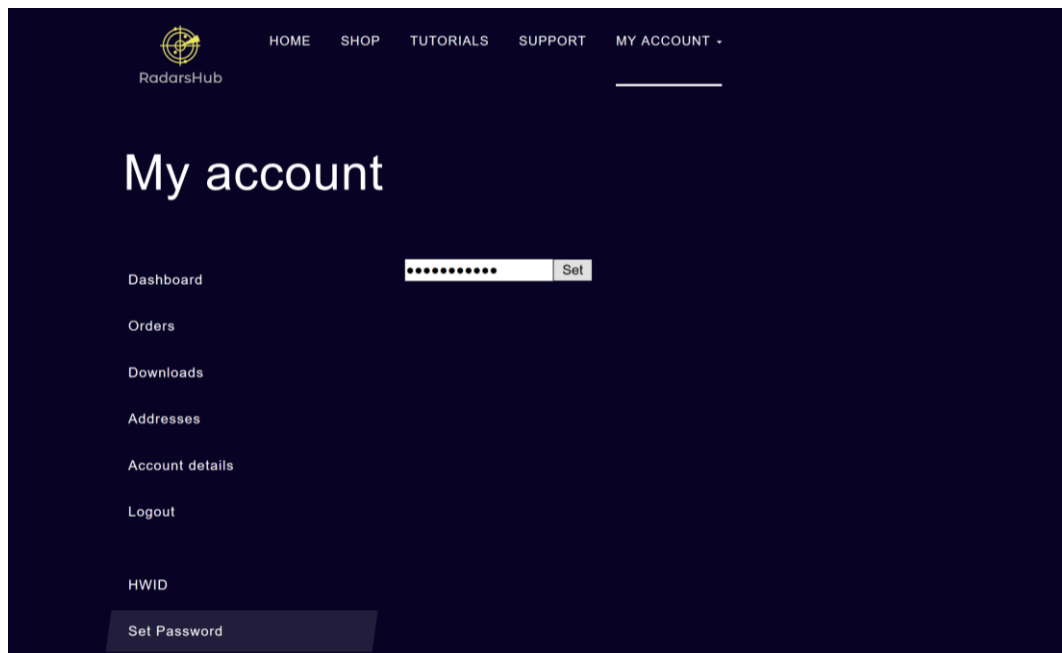 HOME SHOP TUTORIALS SUPPORT MY ACCOUNT
RadarsHub
My account
Set
Dashboard
Orders
Downloads
Addresses
Account details
Logout
HWID
Set Password